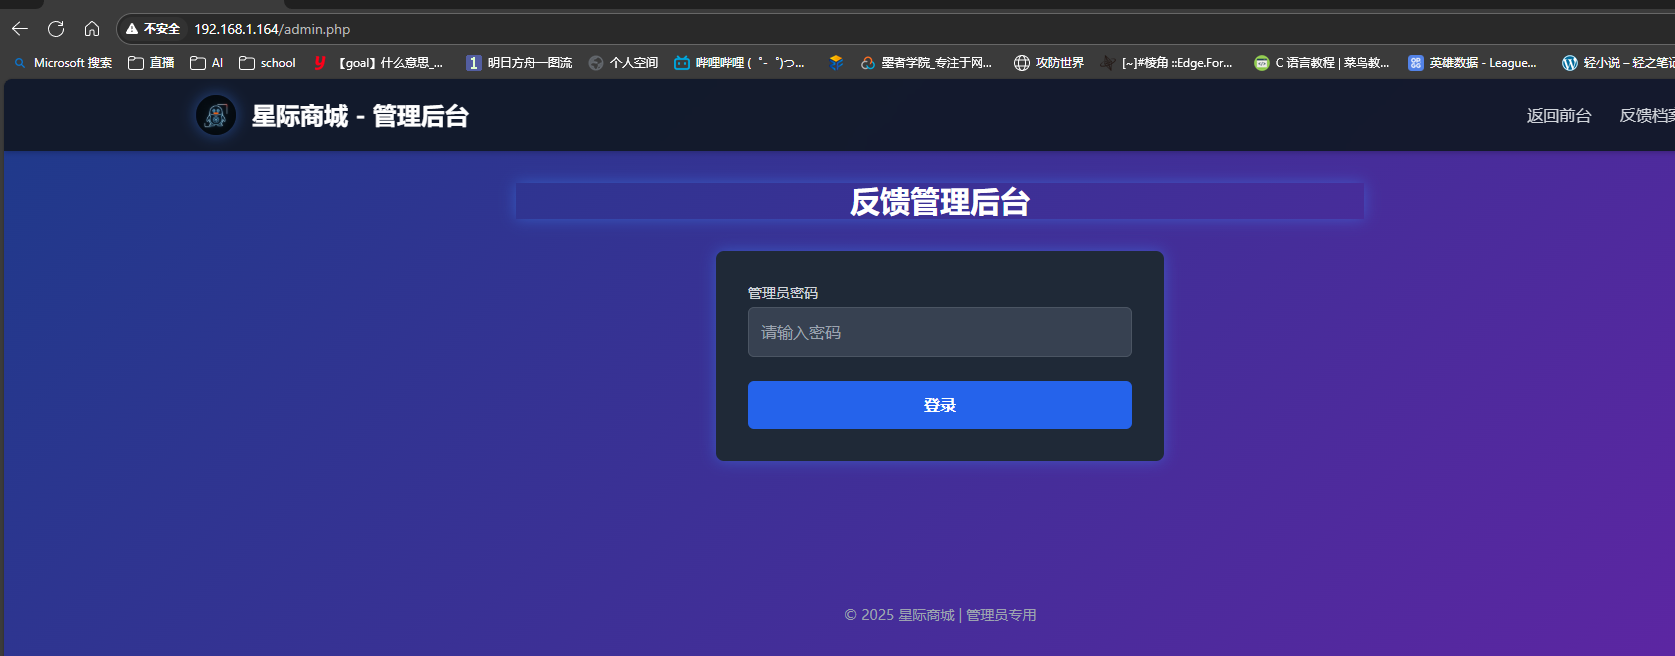 不安全 192.168.1.164/admin.php
Microsoft 搜索 直播 AI school 【goal】什么意思_... 明日方舟一图流 个人空间 哔哩哔哩 (゜-゜)つ... 墨者学院_专注于网... 攻防世界 [~]#棱角 ::Edge.For... C 语言教程 | 菜鸟教... 英雄数据 - League... 轻小说 – 轻之笔记
星际商城 - 管理后台
返回前台 反馈档案
反馈管理后台
管理员密码
请输入密码
登录
© 2025 星际商城 | 管理员专用